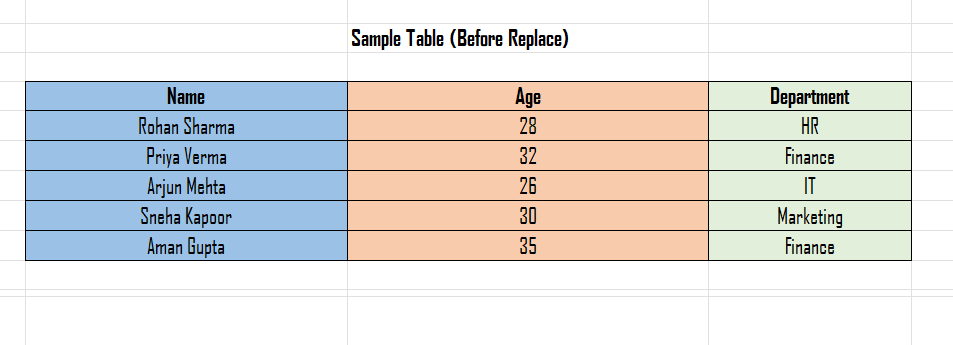 Sample Table (Before Replace)
Name Age Department
Rohan Sharma 28 HR
Priya Verma 32 Finance
Arjun Mehta 26 IT
Sneha Kapoor 30 Marketing
Aman Gupta 35 Finance